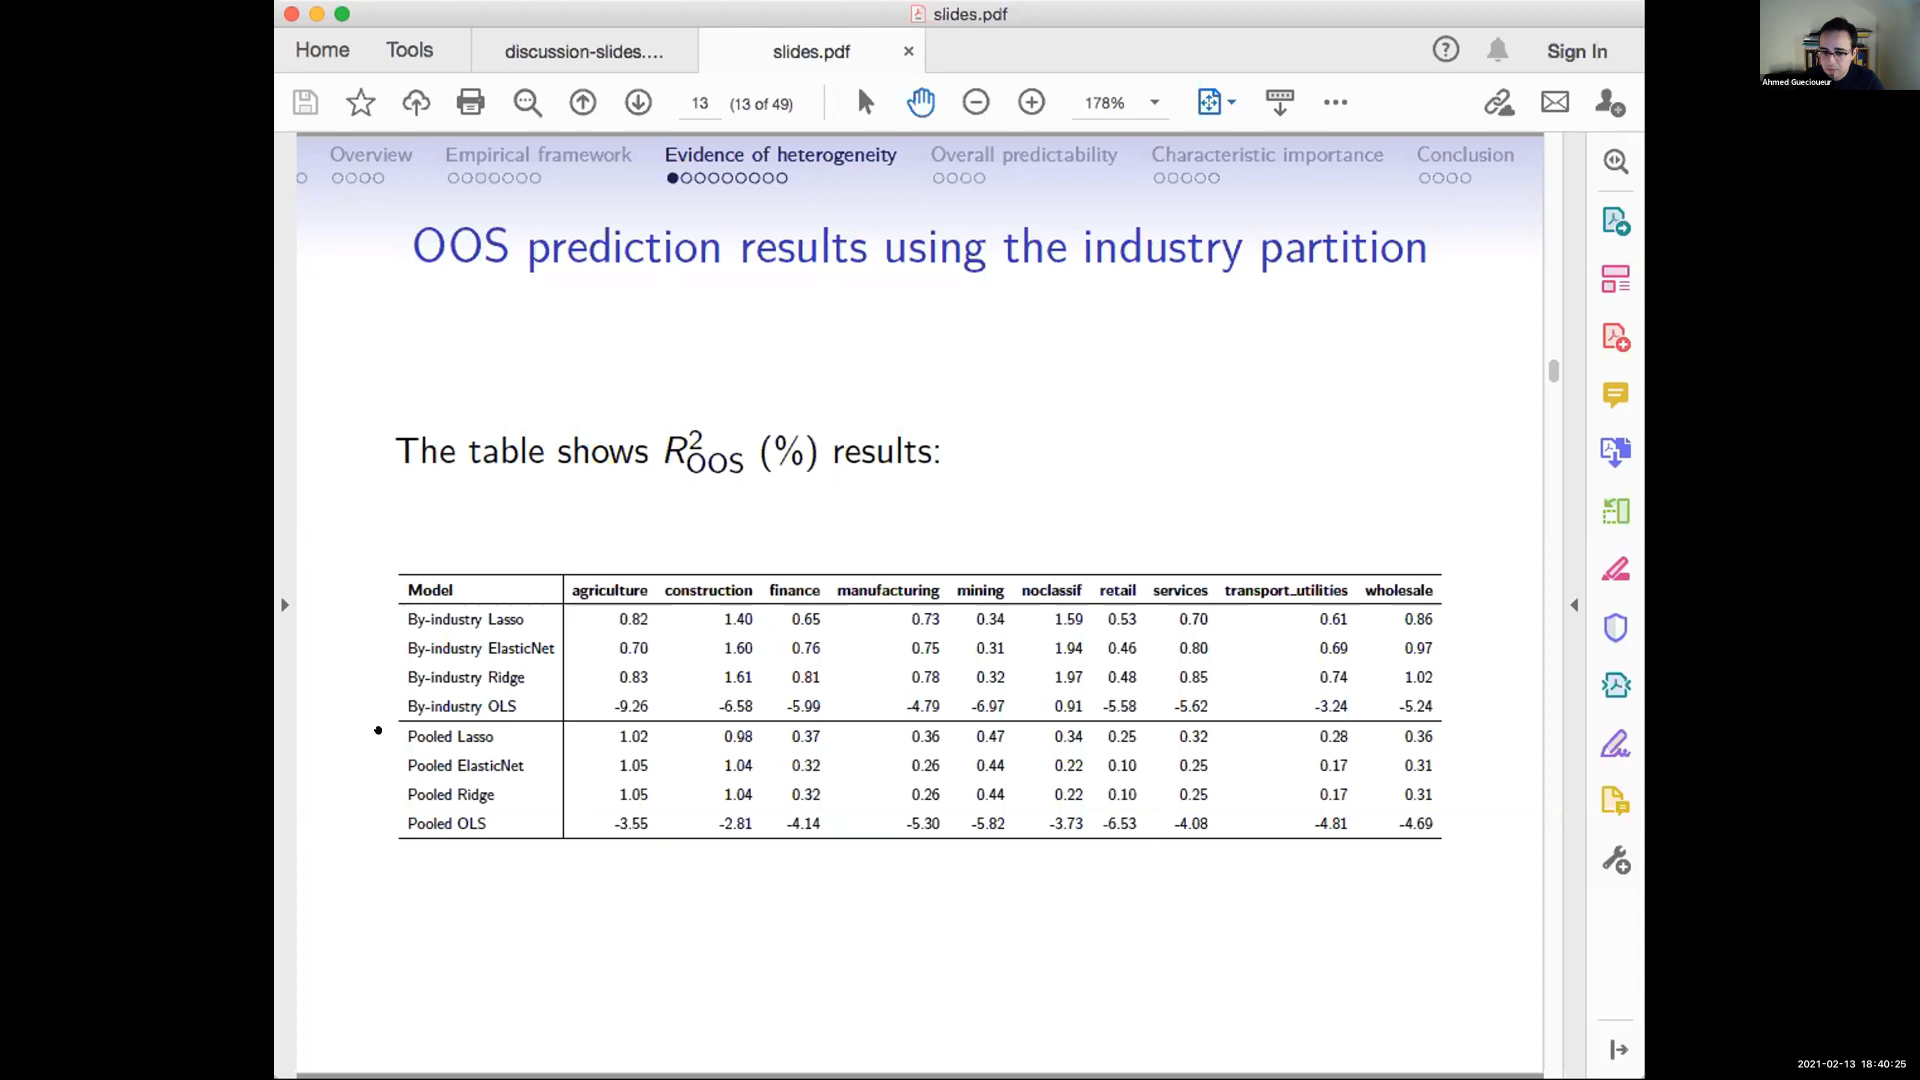 slides.pdf
Home Tools discussion-slides.... slides.pdf × Sign In
13 (13 of 49) 178%
Overview Empirical framework Evidence of heterogeneity Overall predictability Characteristic importance Conclusion
OOS prediction results using the industry partition
The table shows R²OOS (%) results:
Model agriculture construction finance manufacturing mining noclassif retail services transport_utilities wholesale
By-industry Lasso 0.82 1.40 0.65 0.73 0.34 1.59 0.53 0.70 0.61 0.86
By-industry ElasticNet 0.70 1.60 0.76 0.75 0.31 1.94 0.46 0.80 0.69 0.97
By-industry Ridge 0.83 1.61 0.81 0.78 0.32 1.97 0.48 0.85 0.74 1.02
By-industry OLS -9.26 -6.58 -5.99 -4.79 -6.97 0.91 -5.58 -5.62 -3.24 -5.24
Pooled Lasso 1.02 0.98 0.37 0.36 0.47 0.34 0.25 0.32 0.28 0.36
Pooled ElasticNet 1.05 1.04 0.32 0.26 0.44 0.22 0.10 0.25 0.17 0.31
Pooled Ridge 1.05 1.04 0.32 0.26 0.44 0.22 0.10 0.25 0.17 0.31
Pooled OLS -3.55 -2.81 -4.14 -5.30 -5.82 -3.73 -6.53 -4.08 -4.81 -4.69
Ahmed Guecioueur
2021-02-13 18:40:25